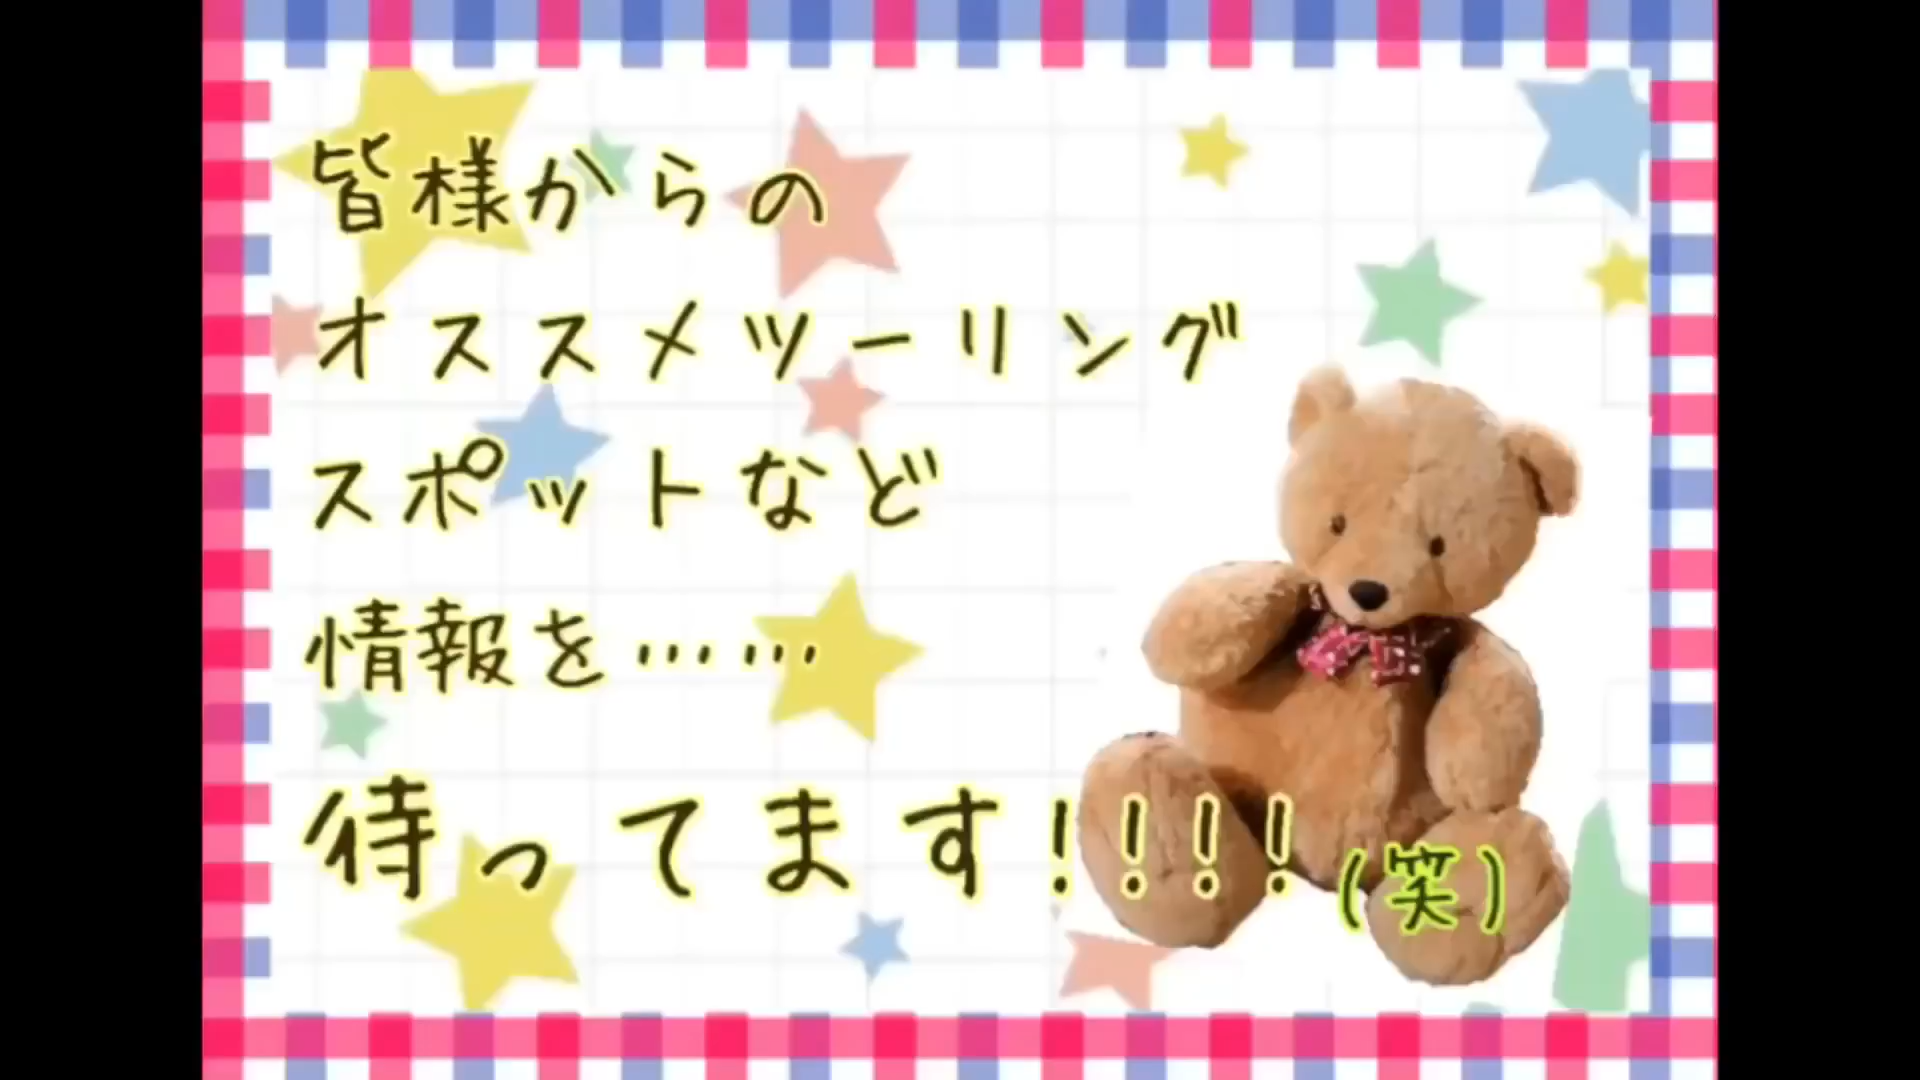 皆様からの
オススメツーリング
スポットなど
情報を……
待ってます!!!!(笑)